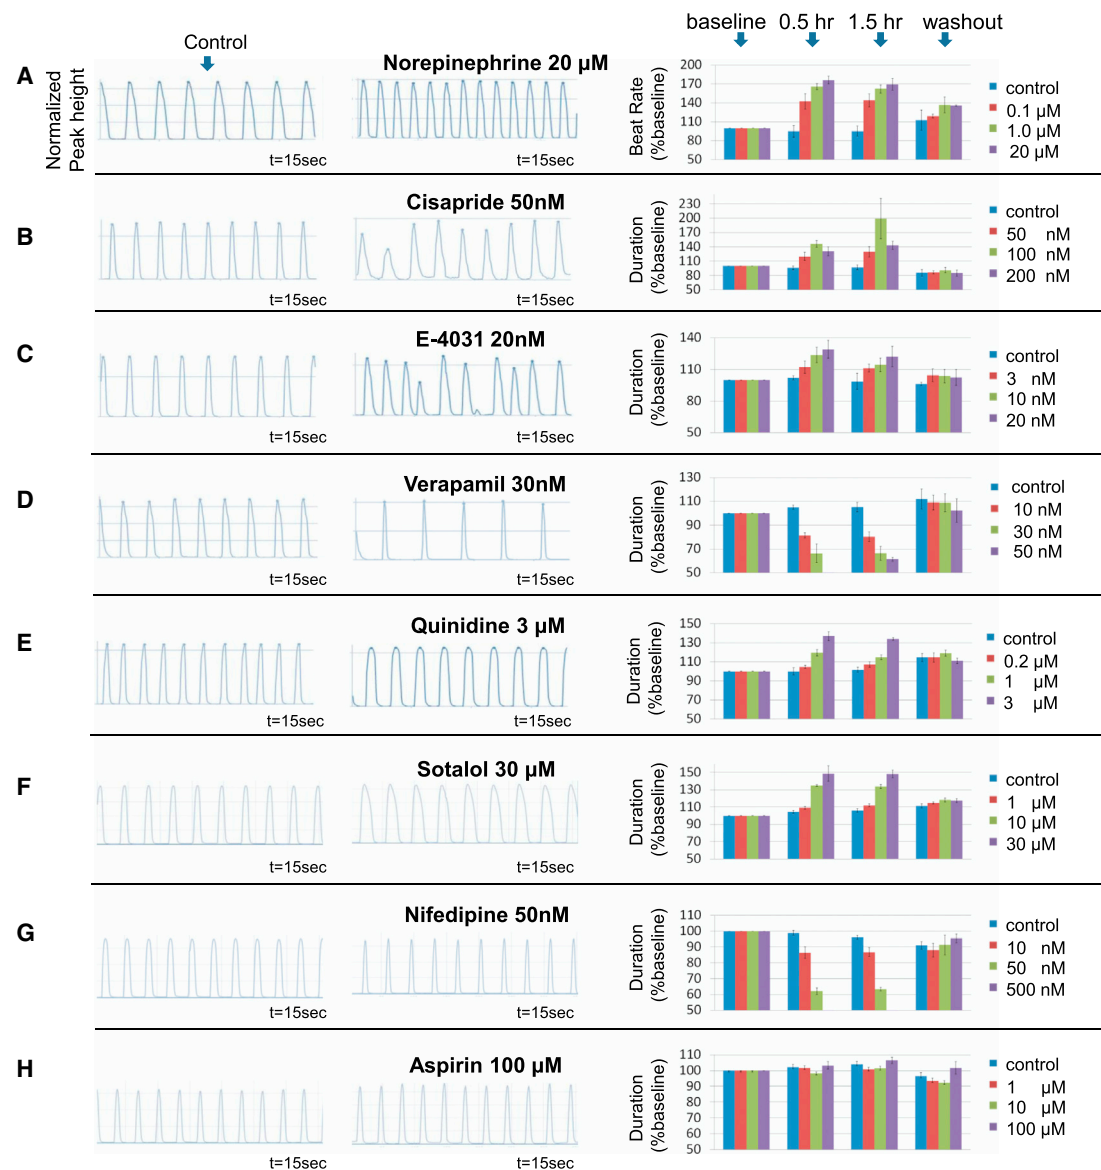 baseline 0.5 hr 1.5 hr washout
Control
A
Normalized
Peak height
Norepinephrine 20 µM
t=15sec
t=15sec
Beat Rate
(%baseline)
200
170
140
110
80
50
control
0.1 µM
1.0 µM
20 µM
B
Cisapride 50nM
t=15sec
t=15sec
Duration
(%baseline)
230
200
170
140
110
80
50
control
50 nM
100 nM
200 nM
C
E-4031 20nM
t=15sec
t=15sec
Duration
(%baseline)
140
110
80
50
control
3 nM
10 nM
20 nM
D
Verapamil 30nM
t=15sec
t=15sec
Duration
(%baseline)
130
110
90
70
50
control
10 nM
30 nM
50 nM
E
Quinidine 3 µM
t=15sec
t=15sec
Duration
(%baseline)
150
130
110
90
70
50
control
0.2 µM
1 µM
3 µM
F
Sotalol 30 µM
t=15sec
t=15sec
Duration
(%baseline)
150
130
110
90
70
50
control
1 µM
10 µM
30 µM
G
Nifedipine 50nM
t=15sec
t=15sec
Duration
(%baseline)
110
100
90
80
70
60
50
control
10 nM
50 nM
500 nM
H
Aspirin 100 µM
t=15sec
t=15sec
Duration
(%baseline)
110
100
90
80
70
60
50
control
1 µM
10 µM
100 µM